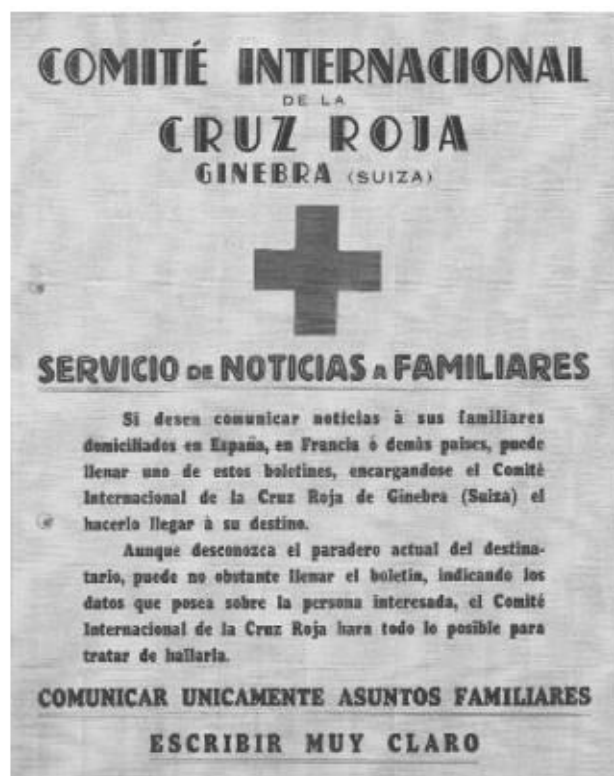 COMITÉ INTERNACIONAL
DE LA
CRUZ ROJA
GINEBRA (SUIZA)
SERVICIO DE NOTICIAS A FAMILIARES
Si desea comunicar noticias à sus familiares
domiciliados en España, en Francia ò demàs paises, puede
llenar uno de estos boletines, encargandose el Comité
Internacional de la Cruz Roja de Ginebra (Suiza) el
hacerlo llegar à su destino.
Aunque desconozca el paradero actual del destina-
tario, puede no obstante llenar el boletin, indicando los
datos que posea sobre la persona interesada, el Comité
Internacional de la Cruz Roja hara todo lo posible para
tratar de hallarla.
COMUNICAR UNICAMENTE ASUNTOS FAMILIARES
ESCRIBIR MUY CLARO